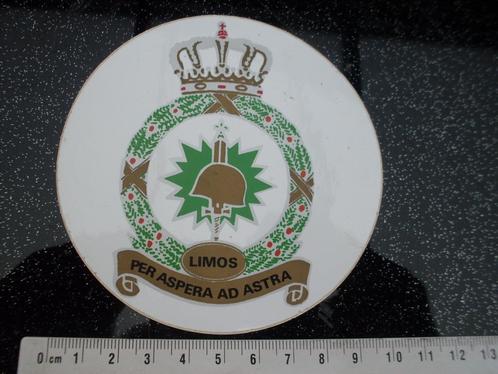 LIMOS
PER ASPERA AD ASTRA
0 cm 1 2 3 4 5 6 7 8 9 10 11 12 13